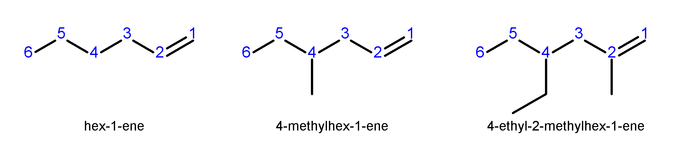 6 5 4 3 2 1
hex-1-ene
6 5 4 3 2 1
4-methylhex-1-ene
6 5 4 3 2 1
4-ethyl-2-methylhex-1-ene